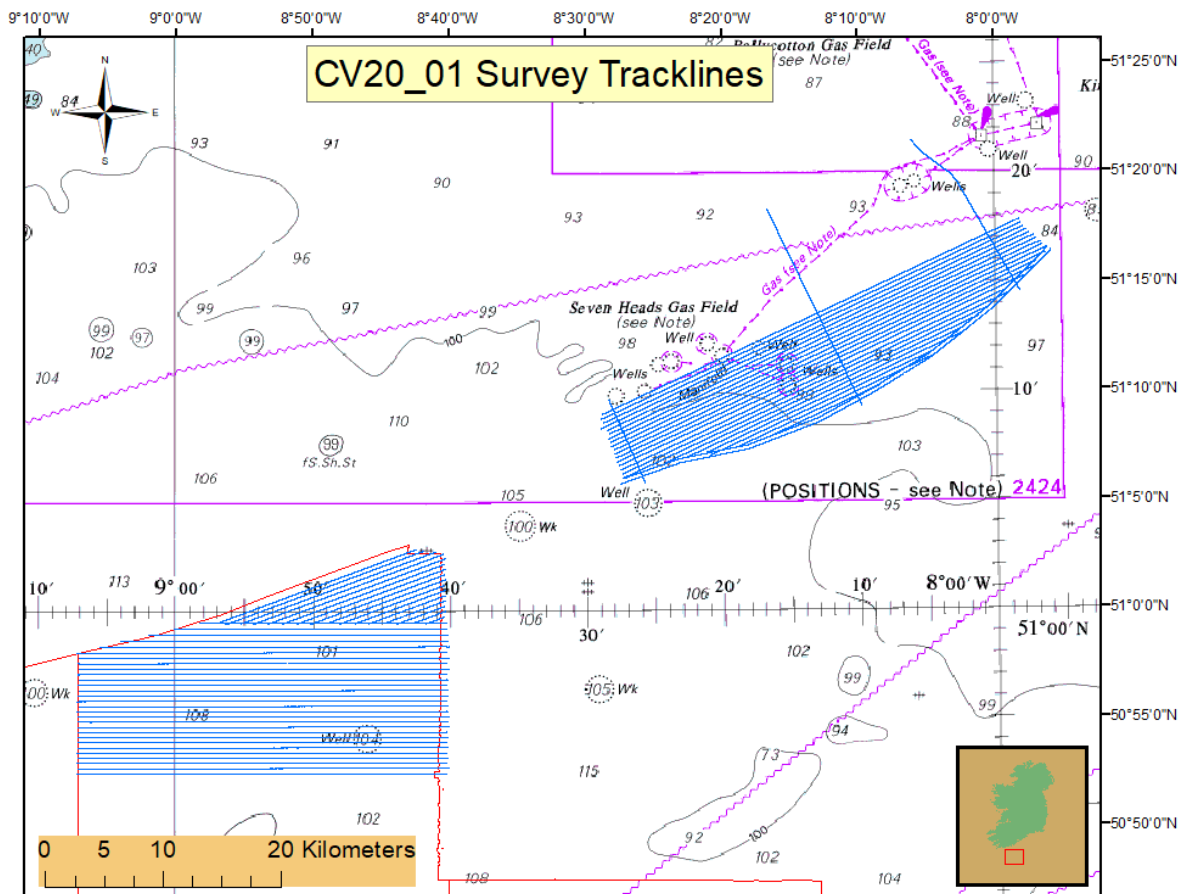 9°10'0"W 9°0'0"W 8°50'0"W 8°40'0"W 8°30'0"W 8°20'0"W 8°10'0"W 8°0'0"W
40
82
Gas Field
(see Note)
87
51°25'0"N
CV20_01 Survey Tracklines
Gas (see Note)
Well
N
W E
S
49
84
88
93
91
Well
90
51°20'0"N
20'
90
Wells
93
93
92
84
Gas (see Note)
96
103
51°15'0"N
99
97
99
Seven Heads Gas Field
(see Note)
98
Well
99
97
99
102
100
102
Well
93
97
104
Wells
Wells
Manifold
99
10'
51°10'0"N
110
99
fS.Sh.St
103
102
106
105
Well
103
(POSITIONS - see Note) 2424
95
51°5'0"N
100 Wk
10' 113 9°00' 50' 40'
106
20' 10' 8°00'W
51°0'0"N
106
30'
51°00'N
101
102
99
100 Wk
105 Wk
99
108
94
51°55'0"N
Well 104
73
115
102
92
100
102
50°50'0"N
0 5 10 20 Kilometers
108
104